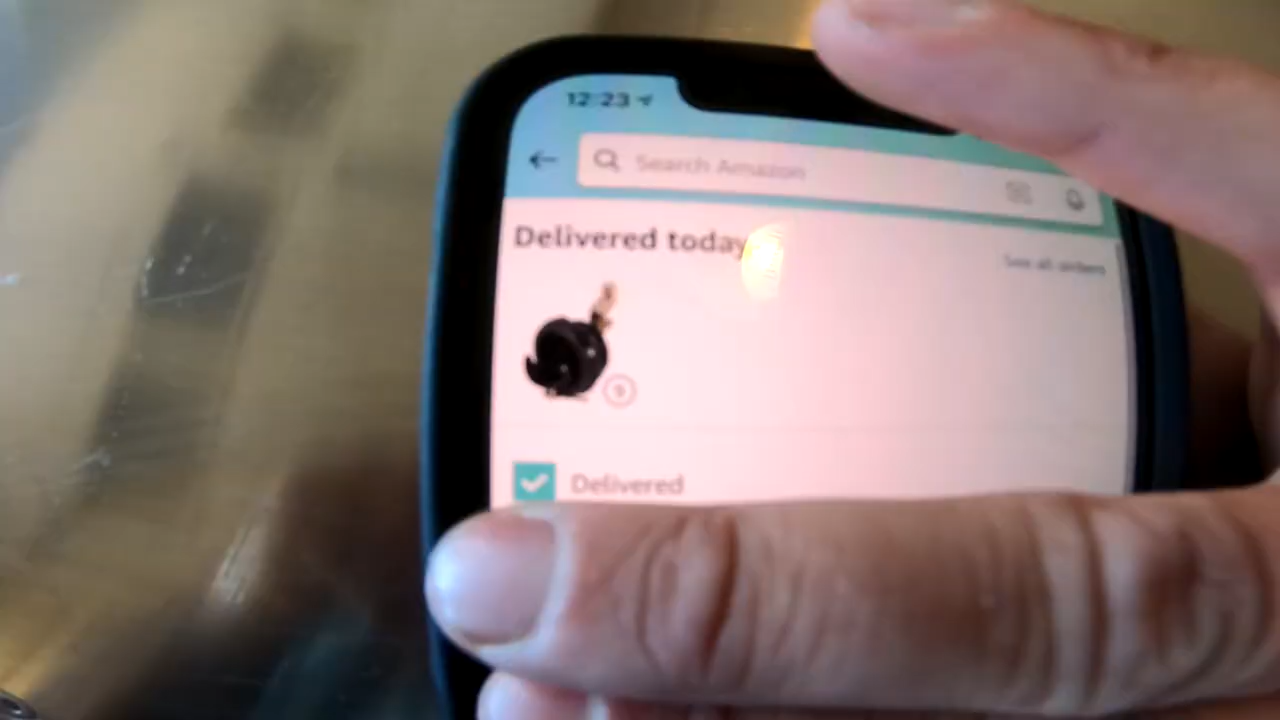 12:23
Search Amazon
Delivered today
See all orders
Delivered